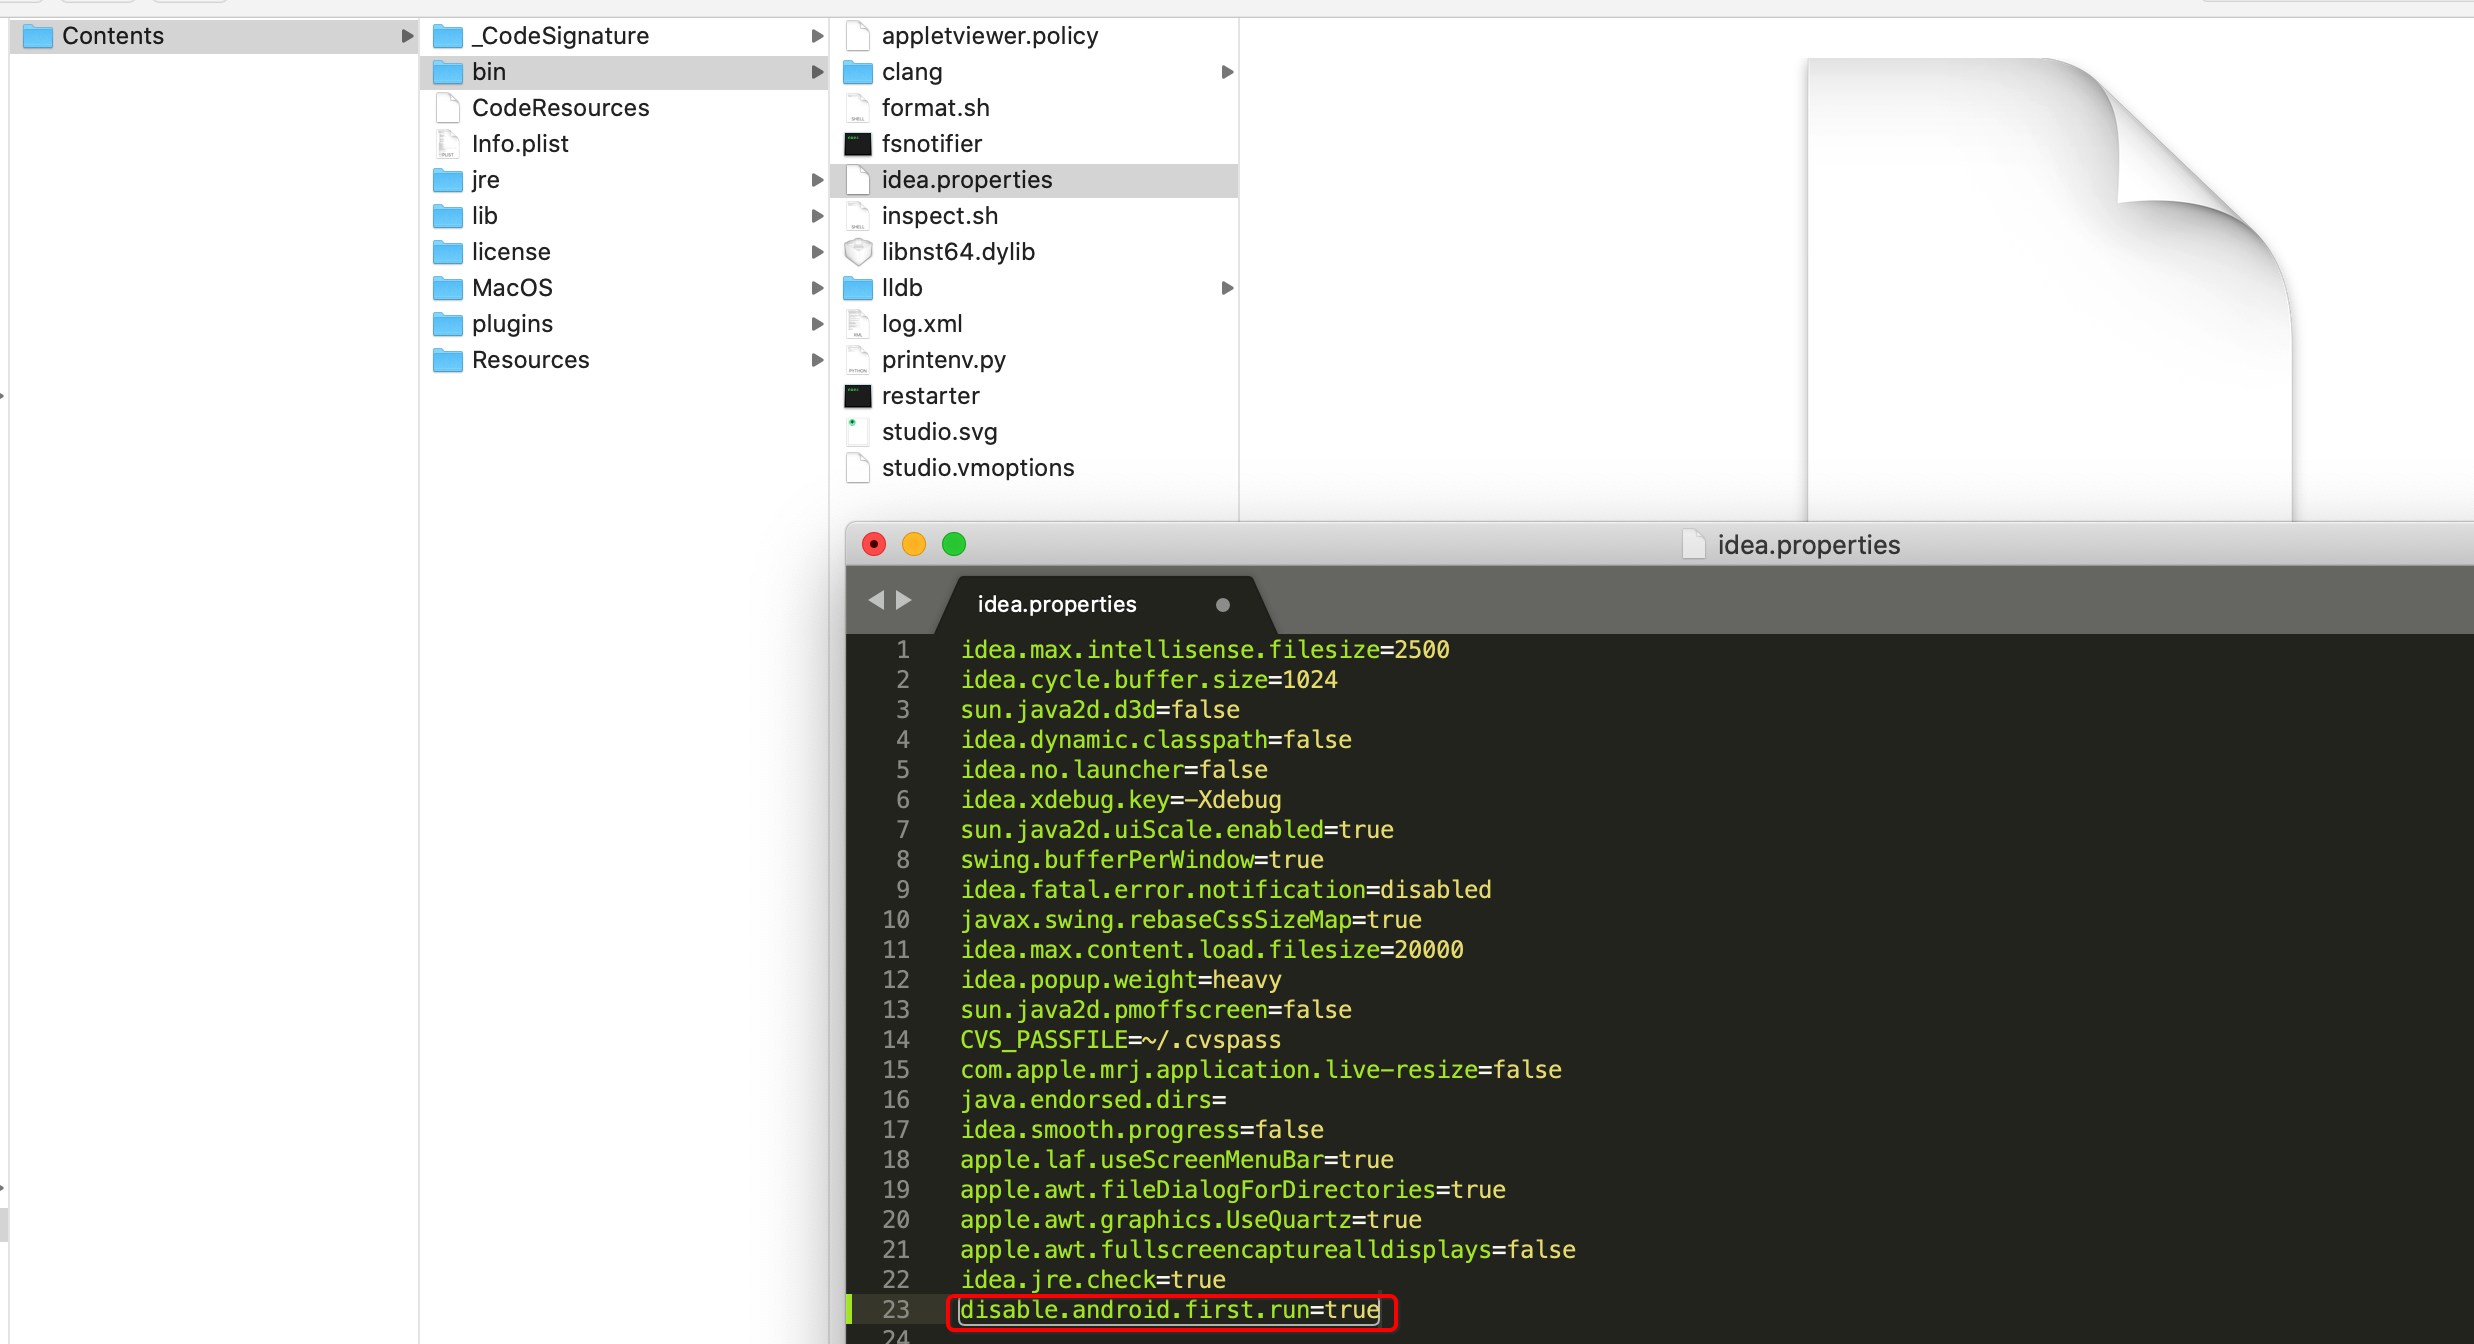 Contents
_CodeSignature
bin
CodeResources
Info.plist
jre
lib
license
MacOS
plugins
Resources
appletviewer.policy
clang
format.sh
fsnotifier
idea.properties
inspect.sh
libnst64.dylib
lldb
log.xml
printenv.py
restarter
studio.svg
studio.vmoptions
idea.properties
idea.properties
1 idea.max.intellisense.filesize=2500
2 idea.cycle.buffer.size=1024
3 sun.java2d.d3d=false
4 idea.dynamic.classpath=false
5 idea.no.launcher=false
6 idea.xdebug.key=-Xdebug
7 sun.java2d.uiScale.enabled=true
8 swing.bufferPerWindow=true
9 idea.fatal.error.notification=disabled
10 javax.swing.rebaseCssSizeMap=true
11 idea.max.content.load.filesize=20000
12 idea.popup.weight=heavy
13 sun.java2d.pmoffscreen=false
14 CVS_PASSFILE=~/.cvspass
15 com.apple.mrj.application.live-resize=false
16 java.endorsed.dirs=
17 idea.smooth.progress=false
18 apple.laf.useScreenMenuBar=true
19 apple.awt.fileDialogForDirectories=true
20 apple.awt.graphics.UseQuartz=true
21 apple.awt.fullscreencapturealldisplays=false
22 idea.jre.check=true
23 disable.android.first.run=true
24